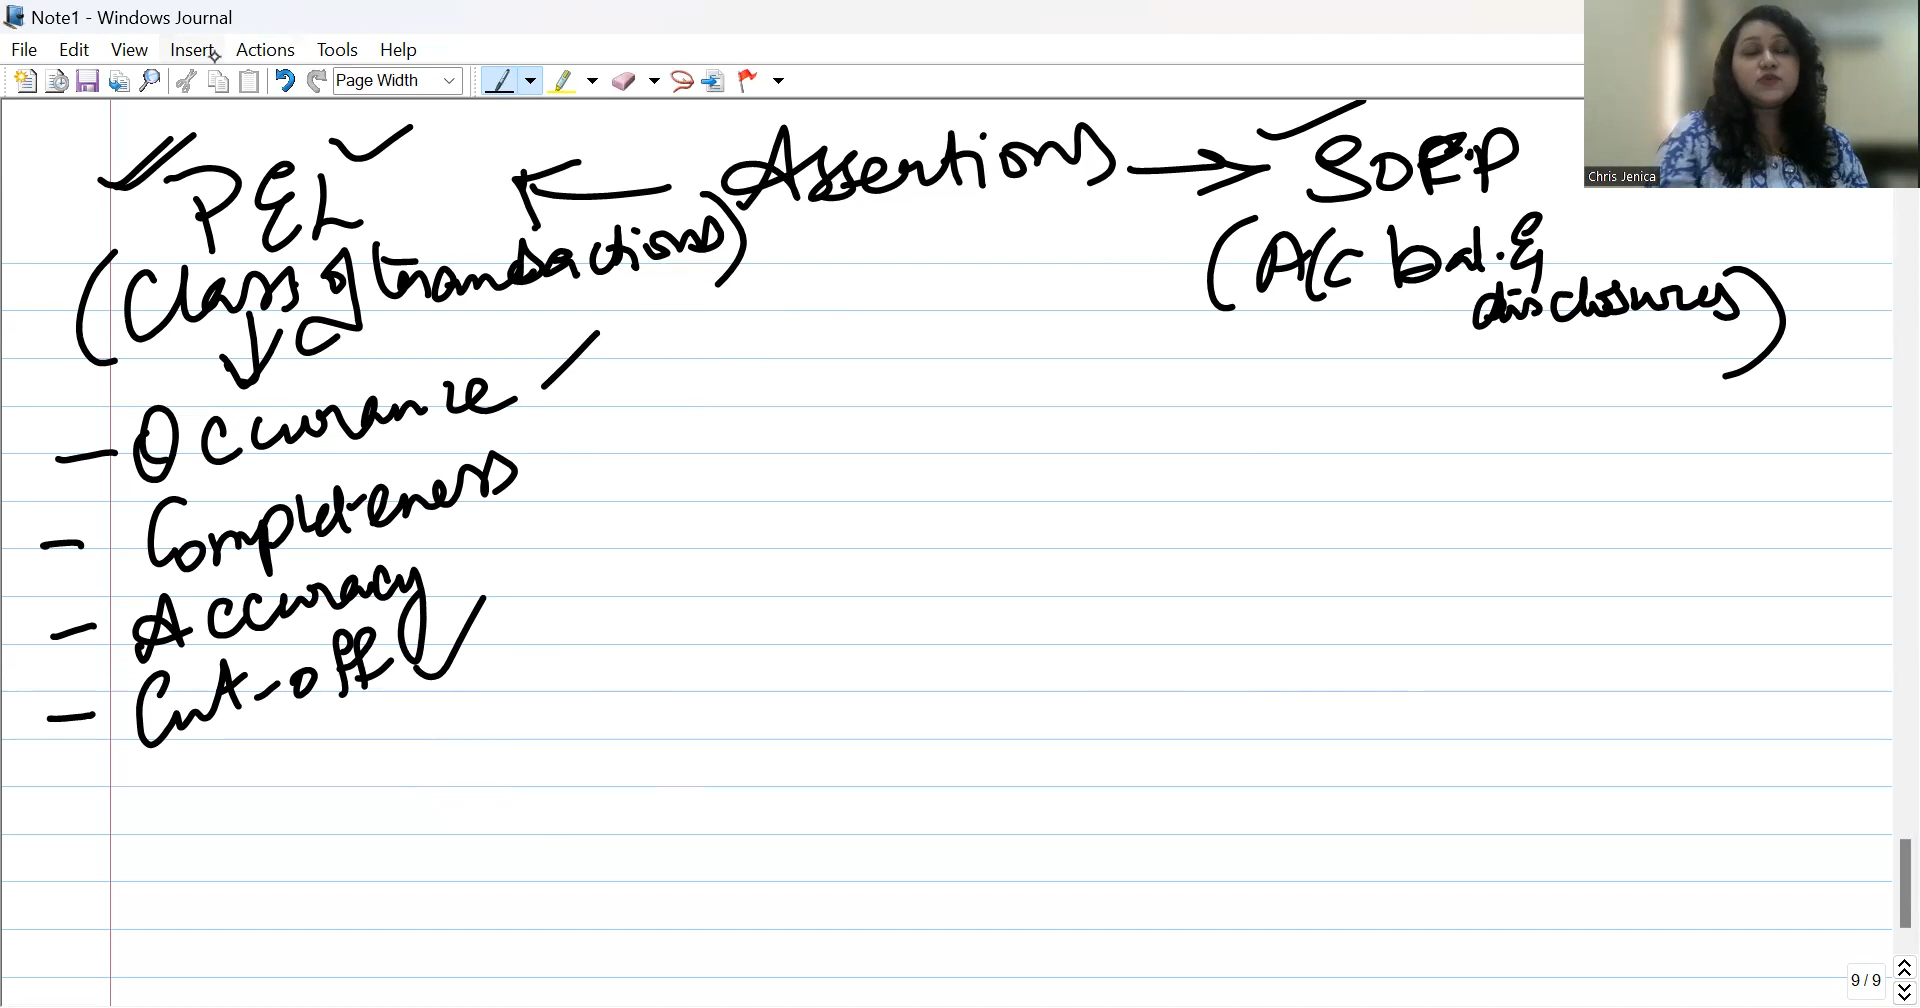 Note1 - Windows Journal
File Edit View Insert Actions Tools Help
Page Width
Chris Jenica
P&L ← Assertions → SOFP
(Class of transactions)
(A/c bal. & disclosures)
- Occurance
- Completeness
- Accuracy
- Cut-off
9 / 9